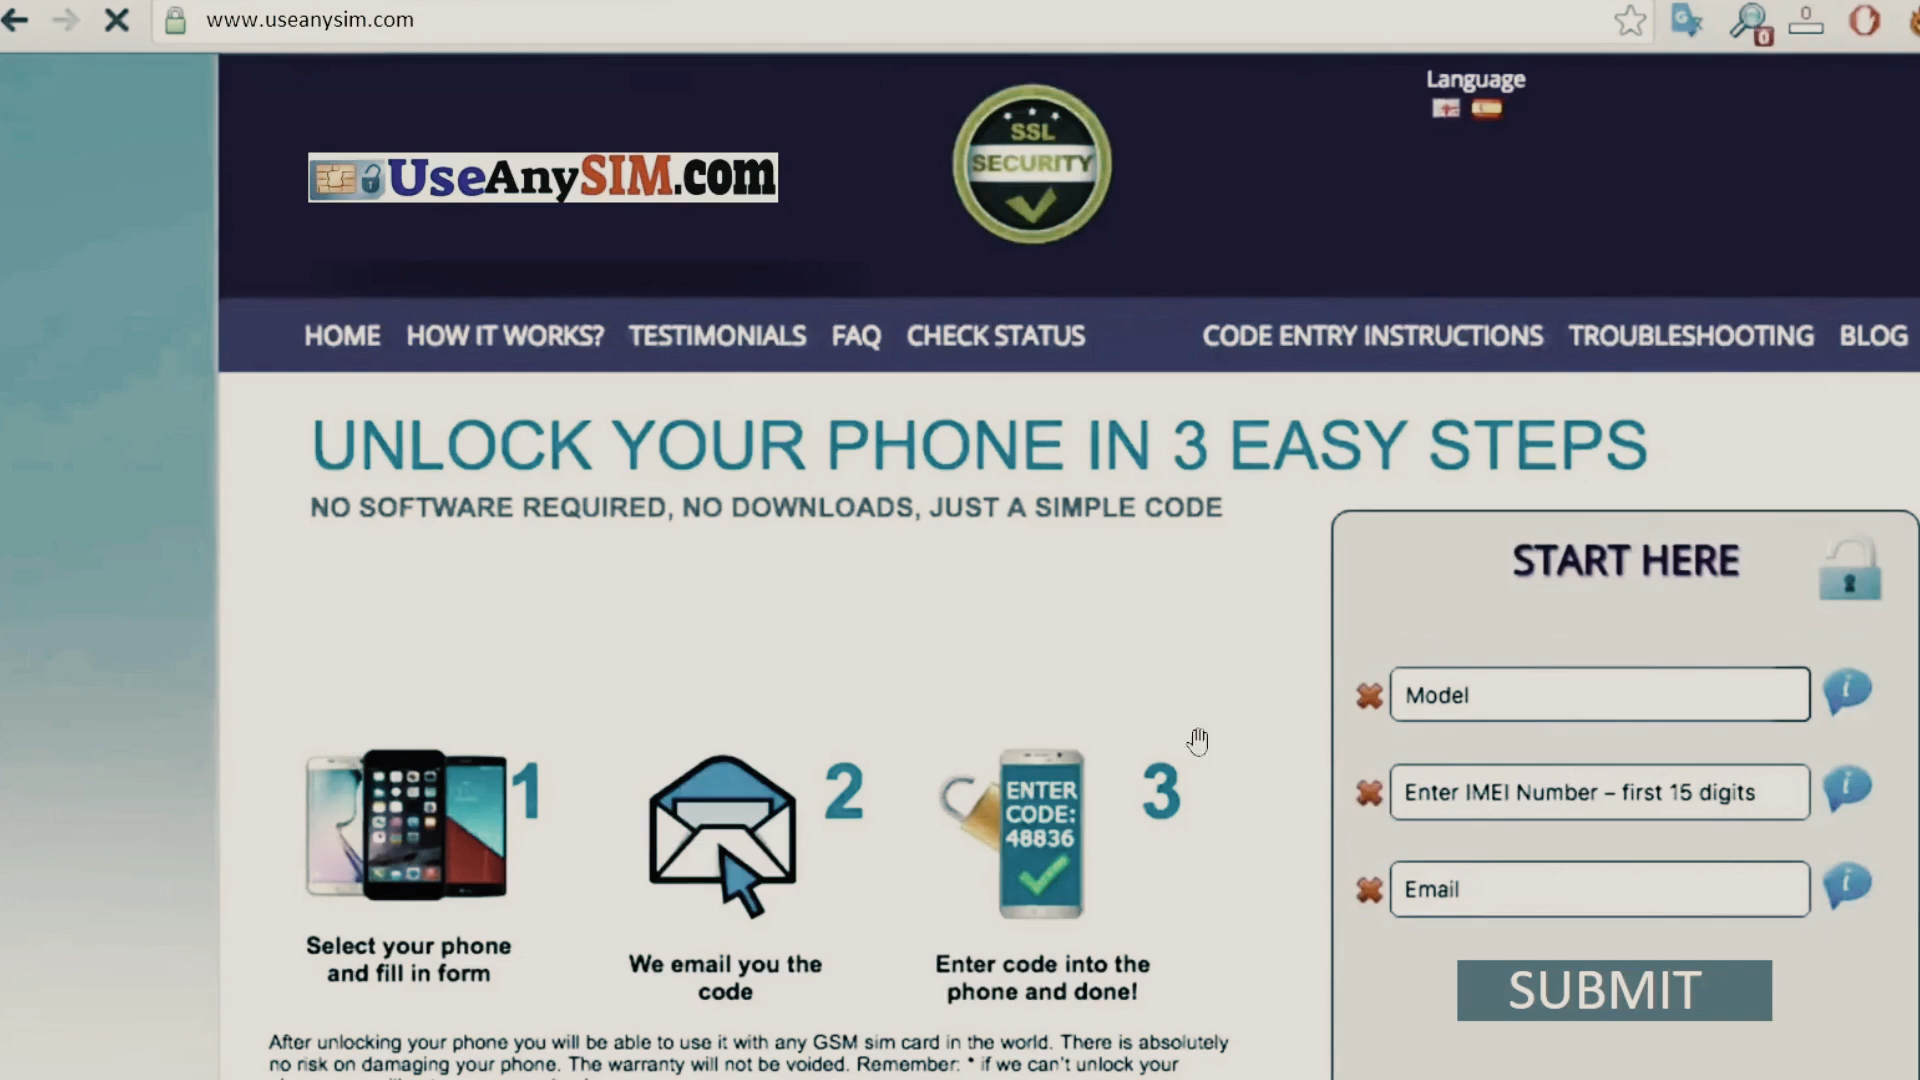 www.useanysim.com
Language
SSL
SECURITY
UseAnySIM.com
HOME HOW IT WORKS? TESTIMONIALS FAQ CHECK STATUS CODE ENTRY INSTRUCTIONS TROUBLESHOOTING BLOG
UNLOCK YOUR PHONE IN 3 EASY STEPS
NO SOFTWARE REQUIRED, NO DOWNLOADS, JUST A SIMPLE CODE
START HERE
Model
Enter IMEI Number – first 15 digits
Email
SUBMIT
1
2
3
ENTER
CODE:
48836
Select your phone
and fill in form
We email you the
code
Enter code into the
phone and done!
After unlocking your phone you will be able to use it with any GSM sim card in the world. There is absolutely
no risk on damaging your phone. The warranty will not be voided. Remember: * if we can't unlock your